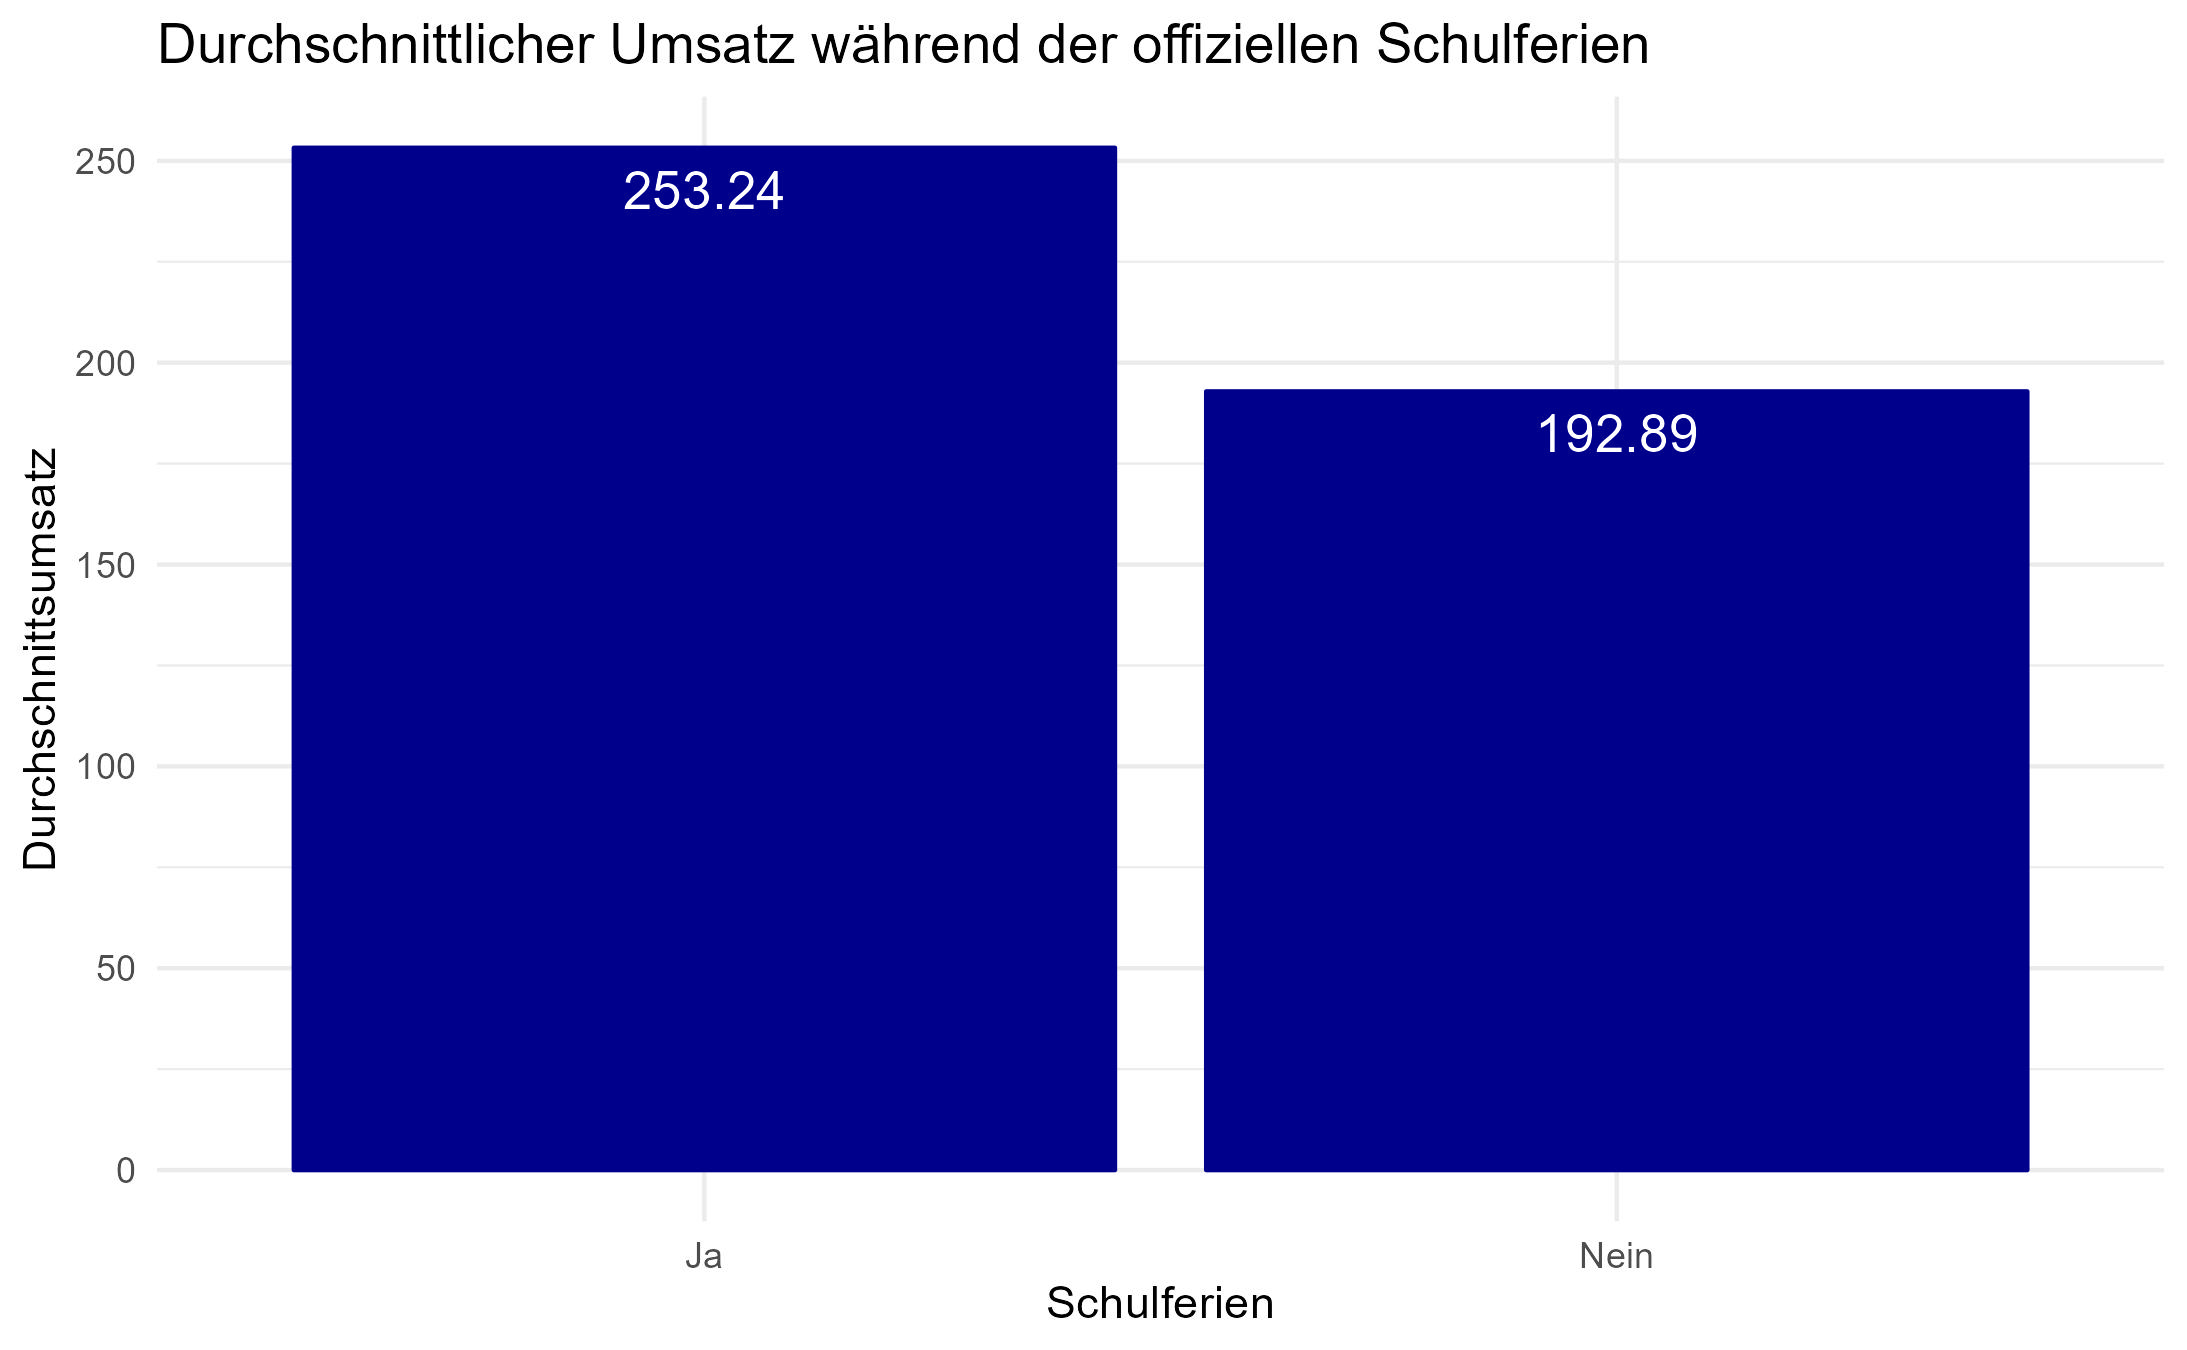 Durchschnittlicher Umsatz während der offiziellen Schulferien
Durchschnittsumsatz
250
200
150
100
50
0
253.24
192.89
Ja
Nein
Schulferien